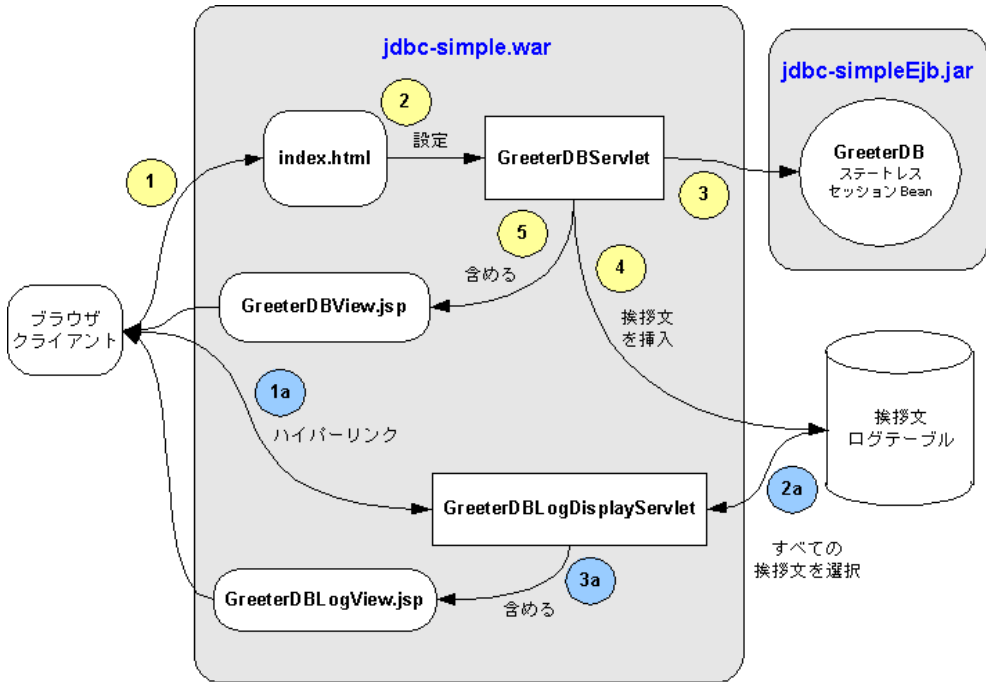 jdbc-simple.war
jdbc-simpleEjb.jar
1
2
設定
index.html
GreeterDBServlet
3
GreeterDB
ステートレス
セッション Bean
5
含める
4
挨拶文
を挿入
GreeterDBView.jsp
ブラウザ
クライアント
1a
ハイパーリンク
挨拶文
ログテーブル
GreeterDBLogDisplayServlet
2a
すべての
挨拶文を選択
3a
含める
GreeterDBLogView.jsp